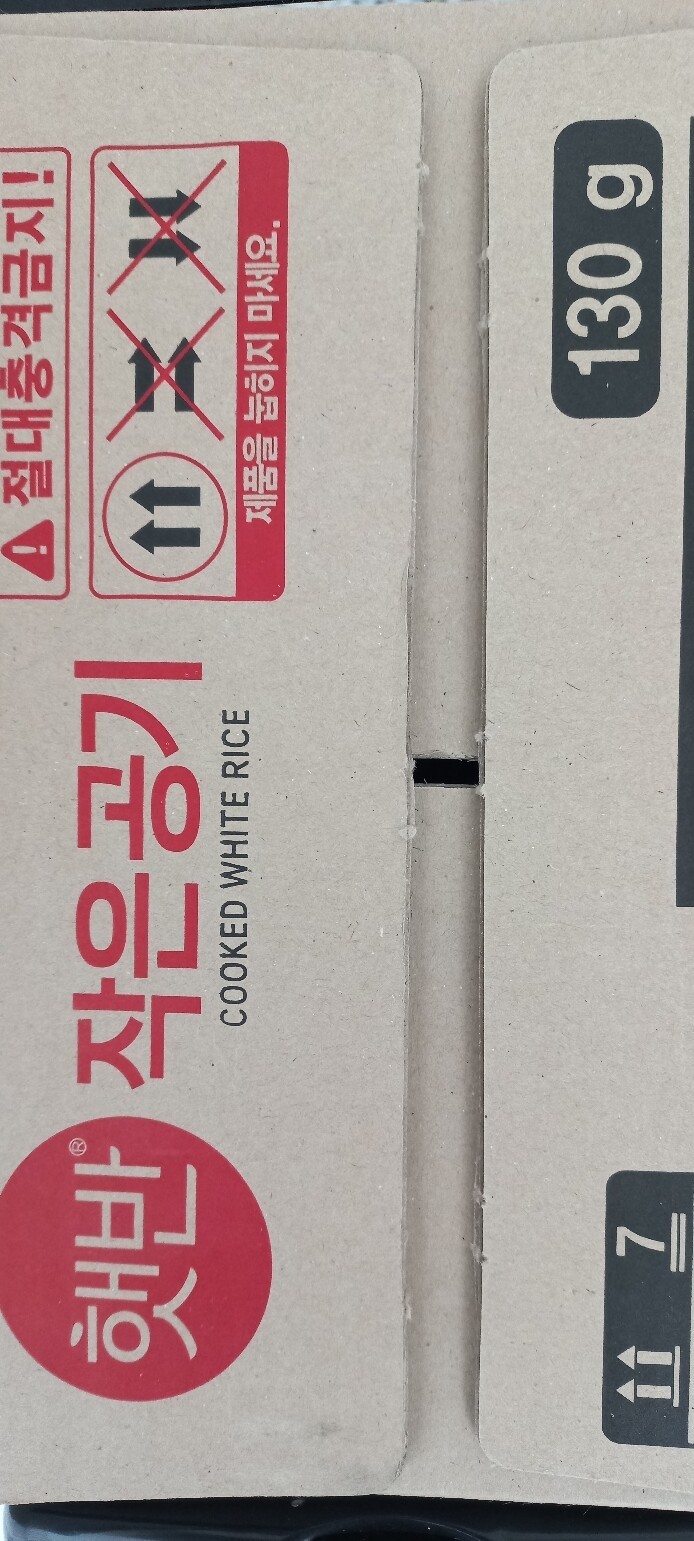 햇반®
작은공기
COOKED WHITE RICE
절대충격금지!
제품을 눕히지 마세요.
130 g
7